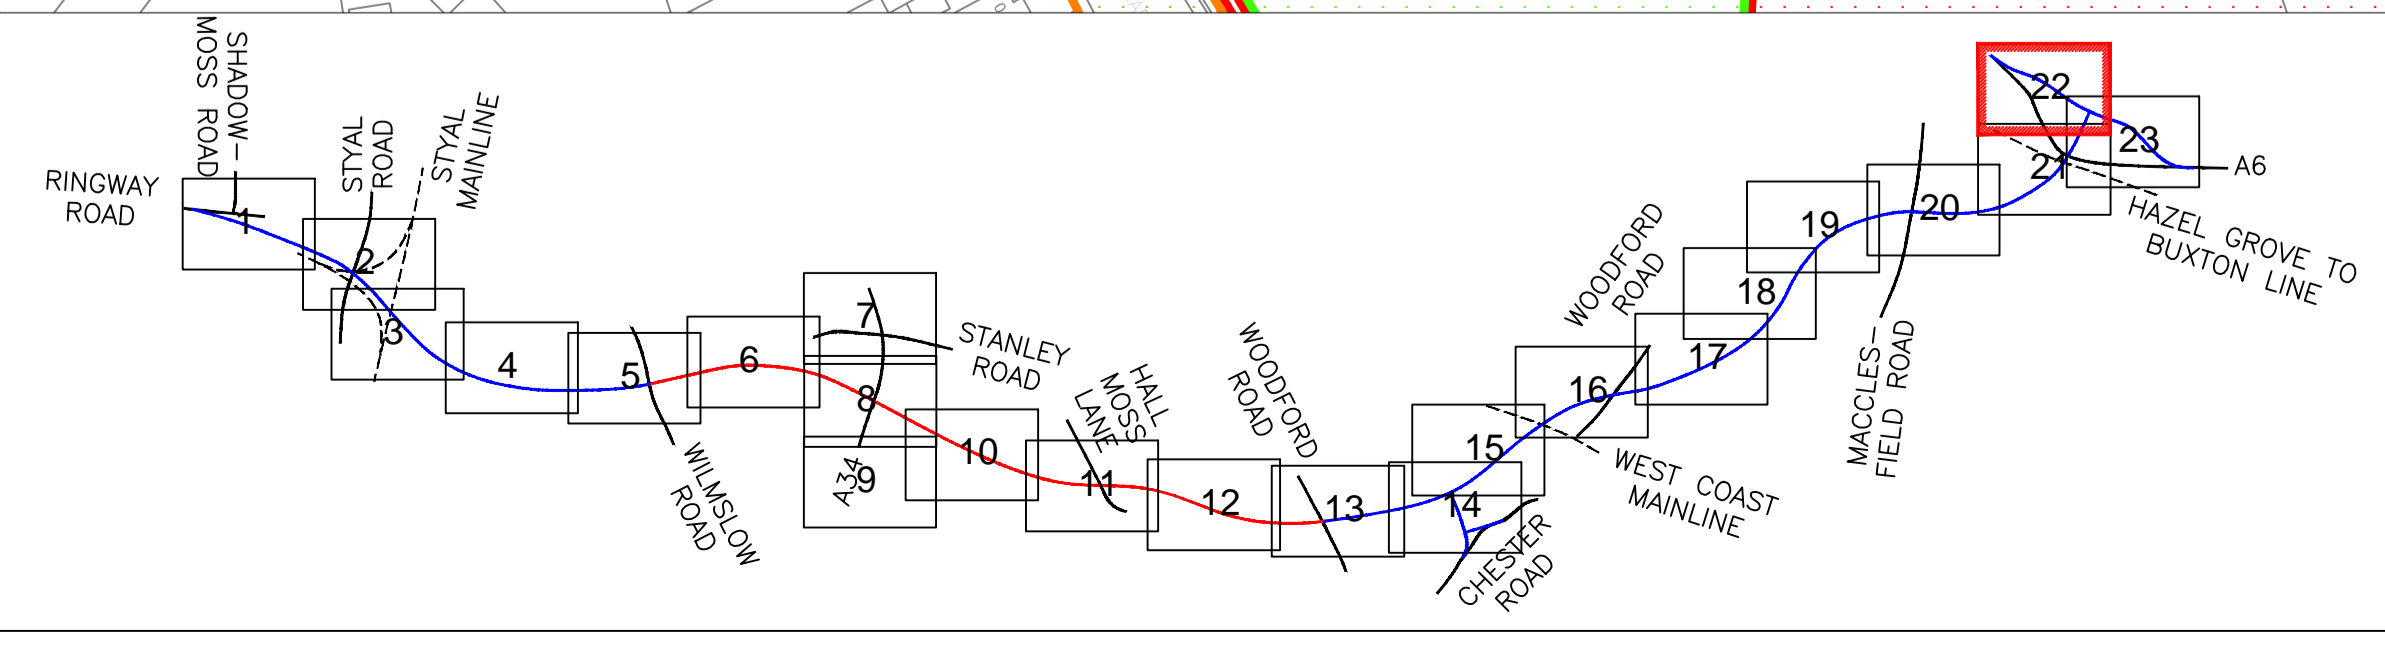 SHADOW-
MOSS ROAD
RINGWAY
ROAD
1
STYAL
ROAD
STYAL
MAINLINE
2
3
4
5
WILMSLOW
ROAD
6
7
STANLEY
ROAD
8
A34
9
10
HALL
MOSS
LANE
11
12
WOODFORD
ROAD
13
14
CHESTER
ROAD
15
WEST COAST
MAINLINE
16
WOODFORD
ROAD
17
18
19
20
MACCLES-
FIELD ROAD
21
22
23
A6
HAZEL GROVE TO
BUXTON LINE